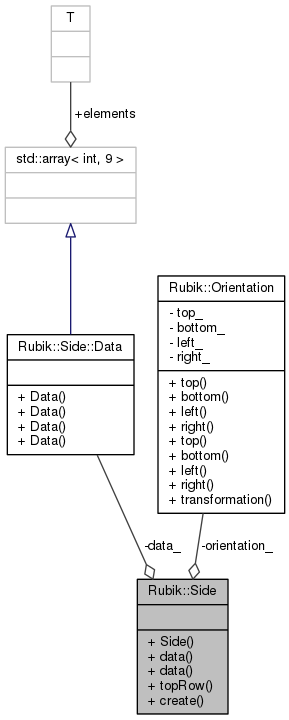 T
+elements
std::array< int, 9 >
Rubik::Side::Data
+ Data()
+ Data()
+ Data()
+ Data()
Rubik::Orientation
- top_
- bottom_
- left_
- right_
+ top()
+ bottom()
+ left()
+ right()
+ top()
+ bottom()
+ left()
+ right()
+ transformation()
-data_
-orientation_
Rubik::Side
+ Side()
+ data()
+ data()
+ topRow()
+ create()